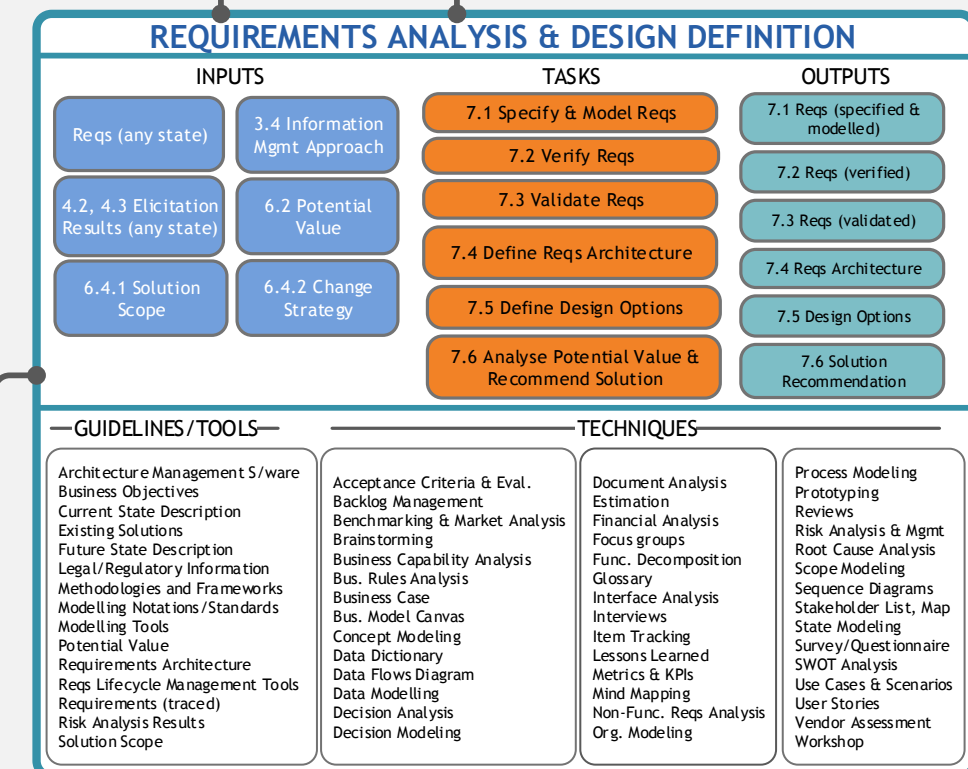 REQUIREMENTS ANALYSIS & DESIGN DEFINITION
INPUTS
Reqs (any state)
3.4 Information
Mgmt Approach
4.2, 4.3 Elicitation
Results (any state)
6.2 Potential
Value
6.4.1 Solution
Scope
6.4.2 Change
Strategy
TASKS
7.1 Specify & Model Reqs
7.2 Verify Reqs
7.3 Validate Reqs
7.4 Define Reqs Architecture
7.5 Define Design Options
7.6 Analyse Potential Value &
Recommend Solution
OUTPUTS
7.1 Reqs (specified &
modelled)
7.2 Reqs (verified)
7.3 Reqs (validated)
7.4 Reqs Architecture
7.5 Design Options
7.6 Solution
Recommendation
GUIDELINES/TOOLS
Architecture Management S/ware
Business Objectives
Current State Description
Existing Solutions
Future State Description
Legal/Regulatory Information
Methodologies and Frameworks
Modelling Notations/Standards
Modelling Tools
Potential Value
Requirements Architecture
Reqs Lifecycle Management Tools
Requirements (traced)
Risk Analysis Results
Solution Scope
TECHNIQUES
Acceptance Criteria & Eval.
Backlog Management
Benchmarking & Market Analysis
Brainstorming
Business Capability Analysis
Bus. Rules Analysis
Business Case
Bus. Model Canvas
Concept Modeling
Data Dictionary
Data Flows Diagram
Data Modelling
Decision Analysis
Decision Modeling
Document Analysis
Estimation
Financial Analysis
Focus groups
Func. Decomposition
Glossary
Interface Analysis
Interviews
Item Tracking
Lessons Learned
Metrics & KPIs
Mind Mapping
Non-Func. Reqs Analysis
Org. Modeling
Process Modeling
Prototyping
Reviews
Risk Analysis & Mgmt
Root Cause Analysis
Scope Modeling
Sequence Diagrams
Stakeholder List, Map
State Modeling
Survey/Questionnaire
SWOT Analysis
Use Cases & Scenarios
User Stories
Vendor Assessment
Workshop